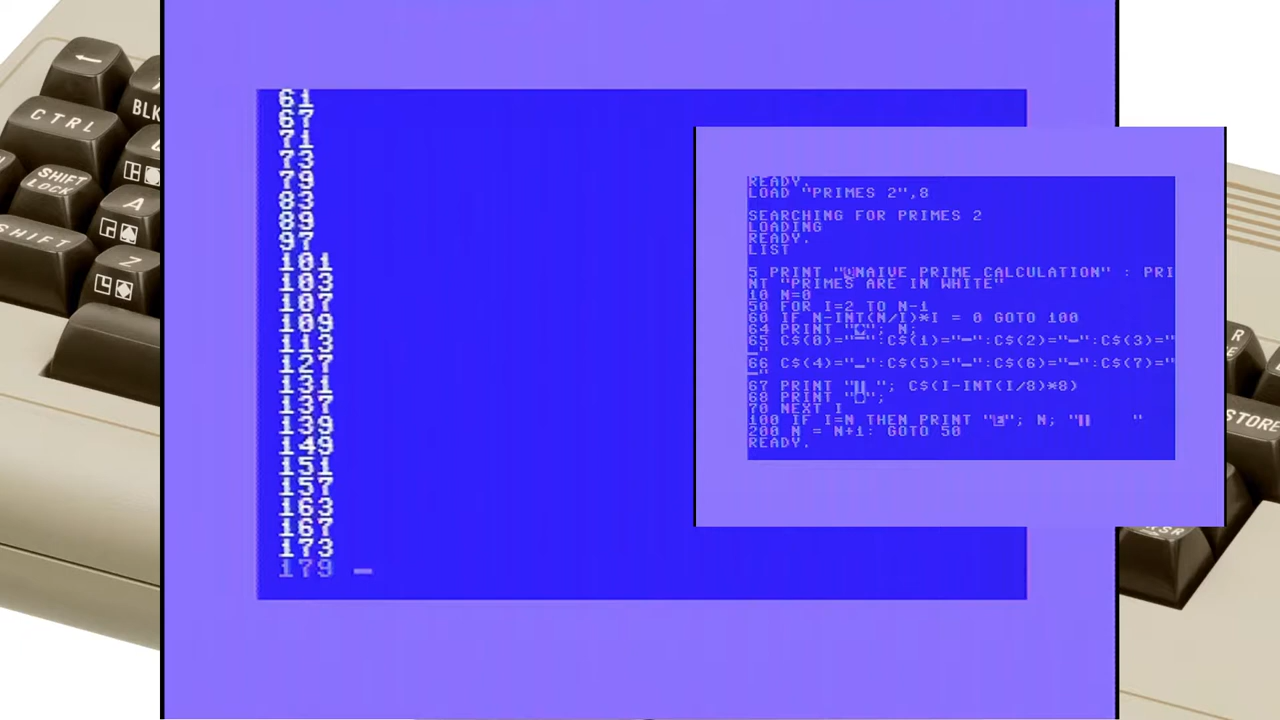 CTRL
SHIFT
LOCK
SHIFT
BLK
A
Z
61
67
71
73
79
83
89
97
101
103
107
109
113
127
131
137
139
149
151
157
163
167
173
179
READY.
LOAD "PRIMES 2",8
SEARCHING FOR PRIMES 2
LOADING
READY.
LIST
5 PRINT "NAIVE PRIME CALCULATION" : PRI
NT "PRIMES ARE IN WHITE"
10 N=0
50 FOR I=2 TO N-1
60 IF N-INT(N/I)*I = 0 GOTO 100
64 PRINT ""; N;
65 C$(0)="":C$(1)="":C$(2)="":C$(3)="
"
66 C$(4)="":C$(5)="":C$(6)="":C$(7)="
"
67 PRINT " "; C$(I-INT(I/8)*8)
68 PRINT "";
70 NEXT I
100 IF I=N THEN PRINT ""; N; "    "
200 N = N+1: GOTO 50
READY.
R
STORE